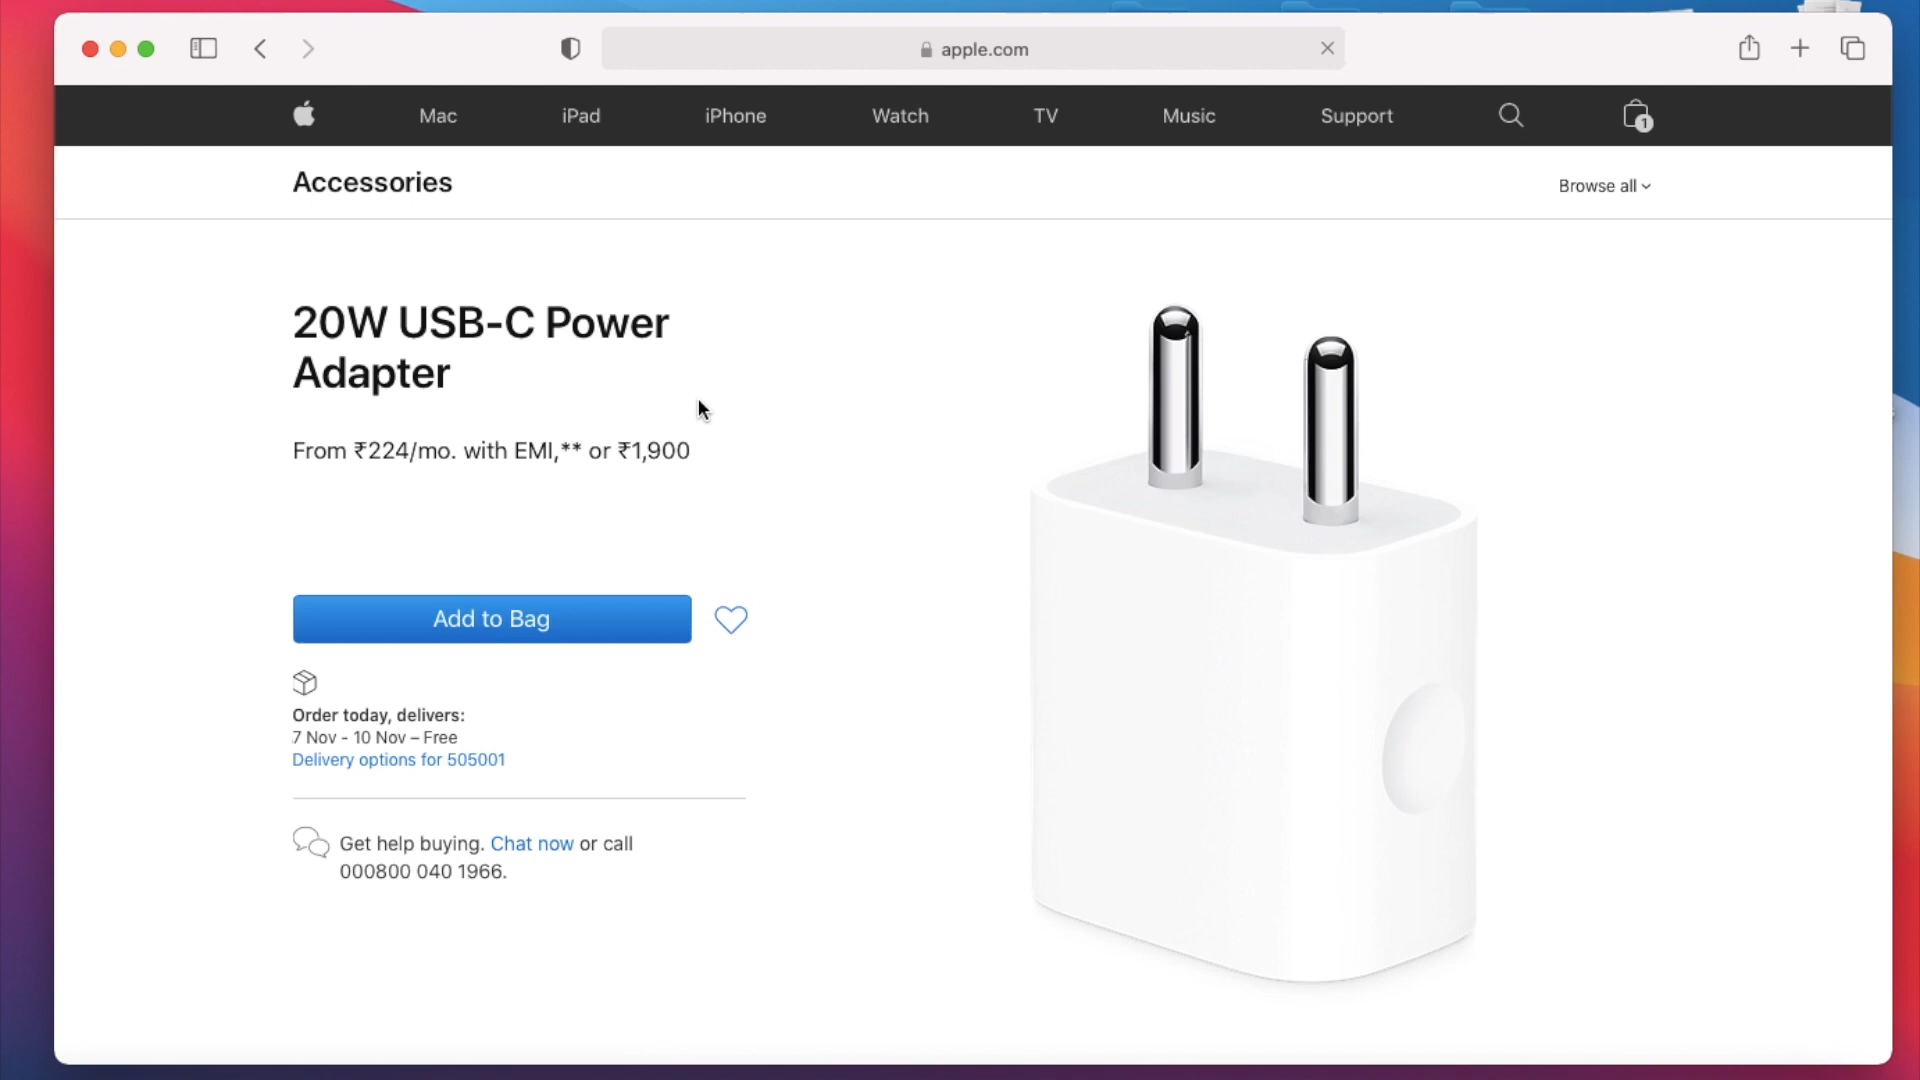 apple.com
Mac iPad iPhone Watch TV Music Support 1
Accessories
Browse all
20W USB-C Power
Adapter
From ₹224/mo. with EMI,** or ₹1,900
Add to Bag
Order today, delivers:
7 Nov - 10 Nov – Free
Delivery options for 505001
Get help buying. Chat now or call
000800 040 1966.